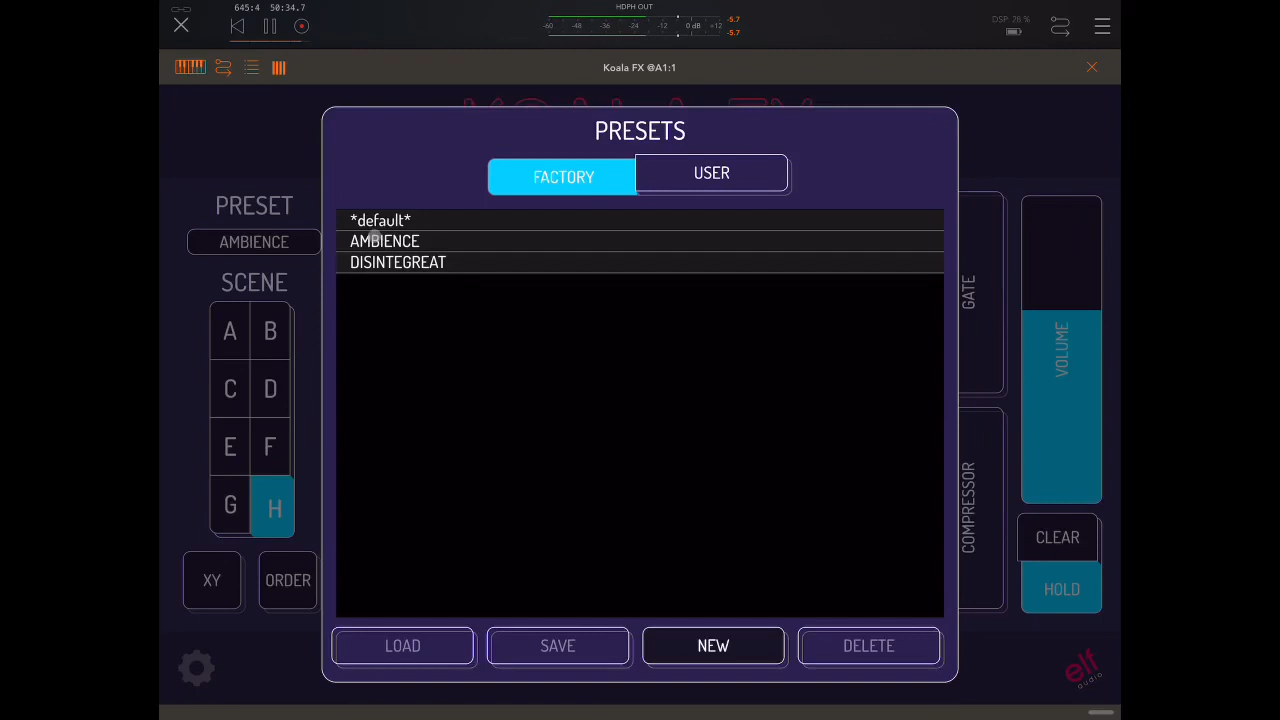 645:4 50:34.7
HDPH OUT
-60 -48 -36 -24 -12 0 dB +12
-5.7
-5.7
DSP: 28 %
Koala FX @A1:1
PRESETS
FACTORY USER
*default*
AMBIENCE
DISINTEGREAT
LOAD SAVE NEW DELETE
PRESET
AMBIENCE
SCENE
A B
C D
E F
G H
XY ORDER
GATE
COMPRESSOR
VOLUME
CLEAR
HOLD
elf
audio